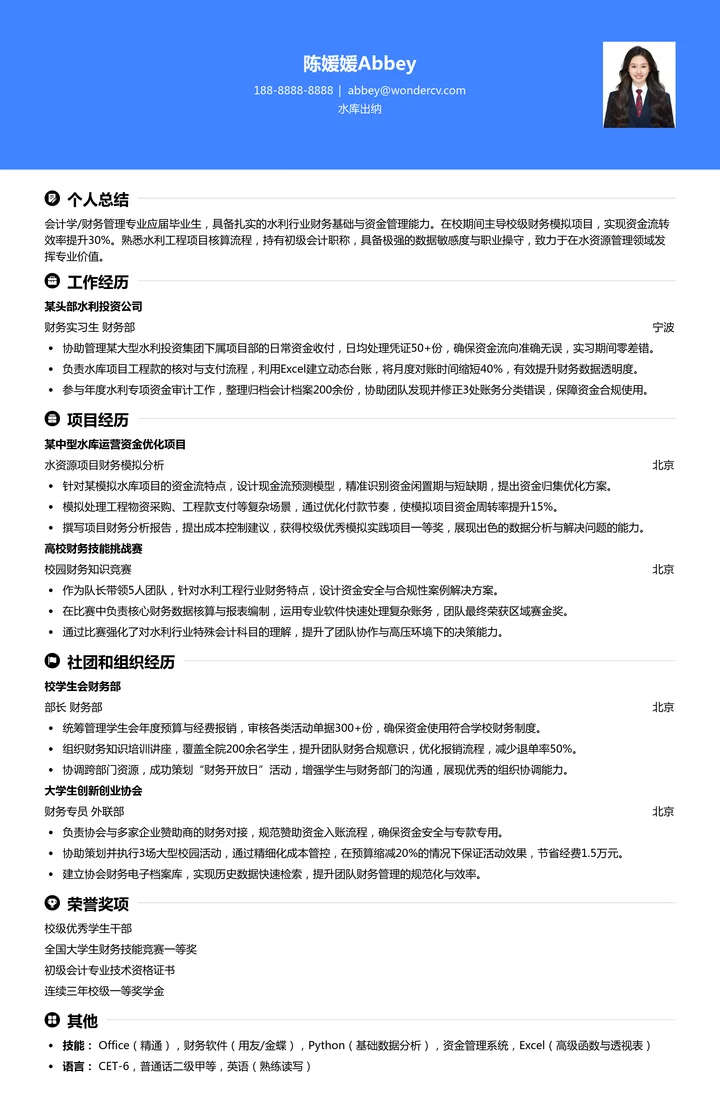 陈媛媛Abbey
188-8888-8888 | abbey@wondercv.com
水库出纳
个人总结
会计学/财务管理专业应届毕业生，具备扎实的水利行业财务基础与资金管理能力。在校期间主导校级财务模拟项目，实现资金流转
效率提升30%。熟悉水利工程项目核算流程，持有初级会计职称，具备极强的数据敏感度与职业操守，致力于在水资源管理领域发
挥专业价值。
工作经历
某头部水利投资公司
财务实习生 财务部 宁波
• 协助管理某大型水利投资集团下属项目部的日常资金收付，日均处理凭证50+份，确保资金流向准确无误，实习期间零差错。
• 负责水库项目工程款的核对与支付流程，利用Excel建立动态台账，将月度对账时间缩短40%，有效提升财务数据透明度。
• 参与年度水利专项资金审计工作，整理归档会计档案200余份，协助团队发现并修正3处账务分类错误，保障资金合规使用。
项目经历
某中型水库运营资金优化项目
水资源项目财务模拟分析 北京
• 针对某模拟水库项目的资金流特点，设计现金流预测模型，精准识别资金闲置期与短缺期，提出资金归集优化方案。
• 模拟处理工程物资采购、工程款支付等复杂场景，通过优化付款节奏，使模拟项目资金周转率提升15%。
• 撰写项目财务分析报告，提出成本控制建议，获得校级优秀模拟实践项目一等奖，展现出色的数据分析与解决问题的能力。
高校财务技能挑战赛
校园财务知识竞赛 北京
• 作为队长带领5人团队，针对水利工程行业财务特点，设计资金安全与合规性案例解决方案。
• 在比赛中负责核心财务数据核算与报表编制，运用专业软件快速处理复杂账务，团队最终荣获区域赛金奖。
• 通过比赛强化了对水利行业特殊会计科目的理解，提升了团队协作与高压环境下的决策能力。
社团和组织经历
校学生会财务部
部长 财务部 北京
• 统筹管理学生会年度预算与经费报销，审核各类活动单据300+份，确保资金使用符合学校财务制度。
• 组织财务知识培训讲座，覆盖全院200余名学生，提升团队财务合规意识，优化报销流程，减少退单率50%。
• 协调跨部门资源，成功策划“财务开放日”活动，增强学生与财务部门的沟通，展现优秀的组织协调能力。
大学生创新创业协会
财务专员 外联部 北京
• 负责协会与多家企业赞助商的财务对接，规范赞助资金入账流程，确保资金安全与专款专用。
• 协助策划并执行3场大型校园活动，通过精细化成本管控，在预算缩减20%的情况下保证活动效果，节省经费1.5万元。
• 建立协会财务电子档案库，实现历史数据快速检索，提升团队财务管理的规范化与效率。
荣誉奖项
校级优秀学生干部
全国大学生财务技能竞赛一等奖
初级会计专业技术资格证书
连续三年校级一等奖学金
其他
• 技能： Office（精通），财务软件（用友/金蝶），Python（基础数据分析），资金管理系统，Excel（高级函数与透视表）
• 语言： CET-6，普通话二级甲等，英语（熟练读写）